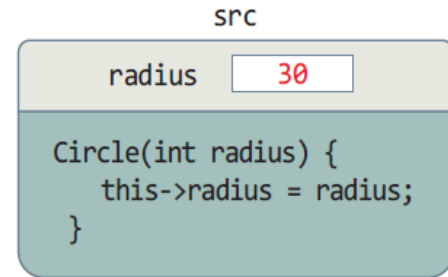 src
radius 30
Circle(int radius) {
this->radius = radius;
}